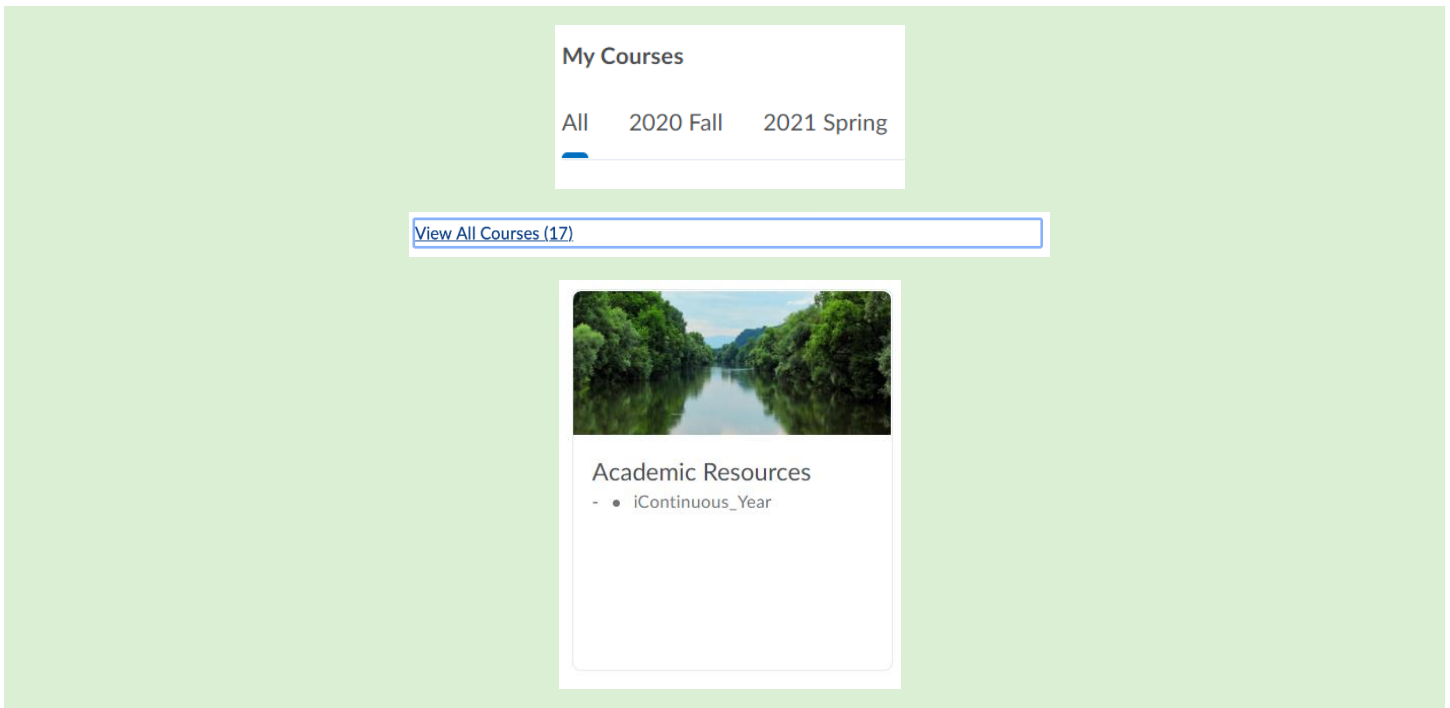 My Courses
All 2020 Fall 2021 Spring
View All Courses (17)
Academic Resources
- • iContinuous_Year